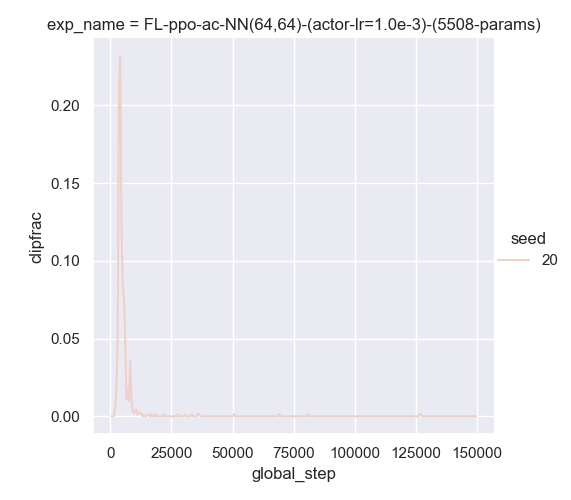 exp_name = FL-ppo-ac-NN(64,64)-(actor-lr=1.0e-3)-(5508-params)
0.20
0.15
0.10
0.05
0.00
clipfrac
0 25000 50000 75000 100000 125000 150000
global_step
seed
20